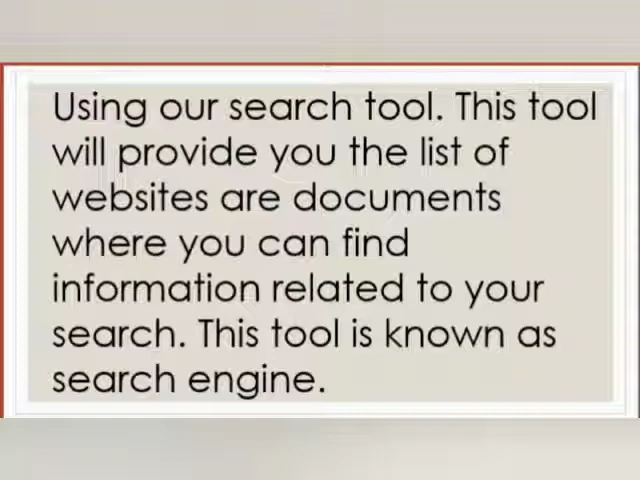 Using our search tool. This tool
will provide you the list of
websites are documents
where you can find
information related to your
search. This tool is known as
search engine.